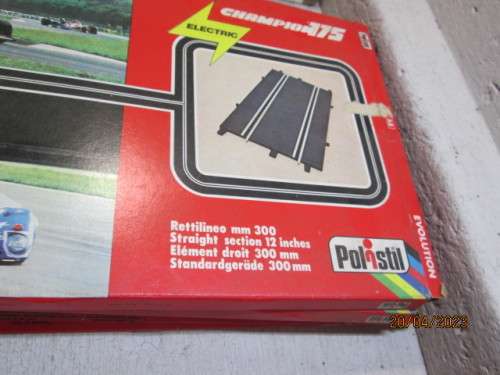 CHAMPION 175
ELECTRIC
Rettilineo mm 300
Straight section 12 inches
Elément droit 300 mm
Standardgeräde 300 mm
Polistil
EVOLUTION
20/04/2023